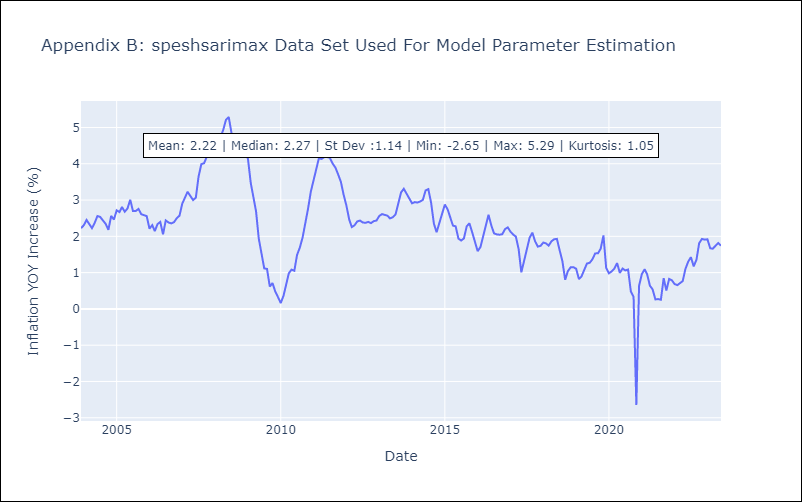 Appendix B: speshsarimax Data Set Used For Model Parameter Estimation
Mean: 2.22 | Median: 2.27 | St Dev :1.14 | Min: -2.65 | Max: 5.29 | Kurtosis: 1.05
Inflation YOY Increase (%)
5
4
3
2
1
0
−1
−2
−3
2005 2010 2015 2020
Date